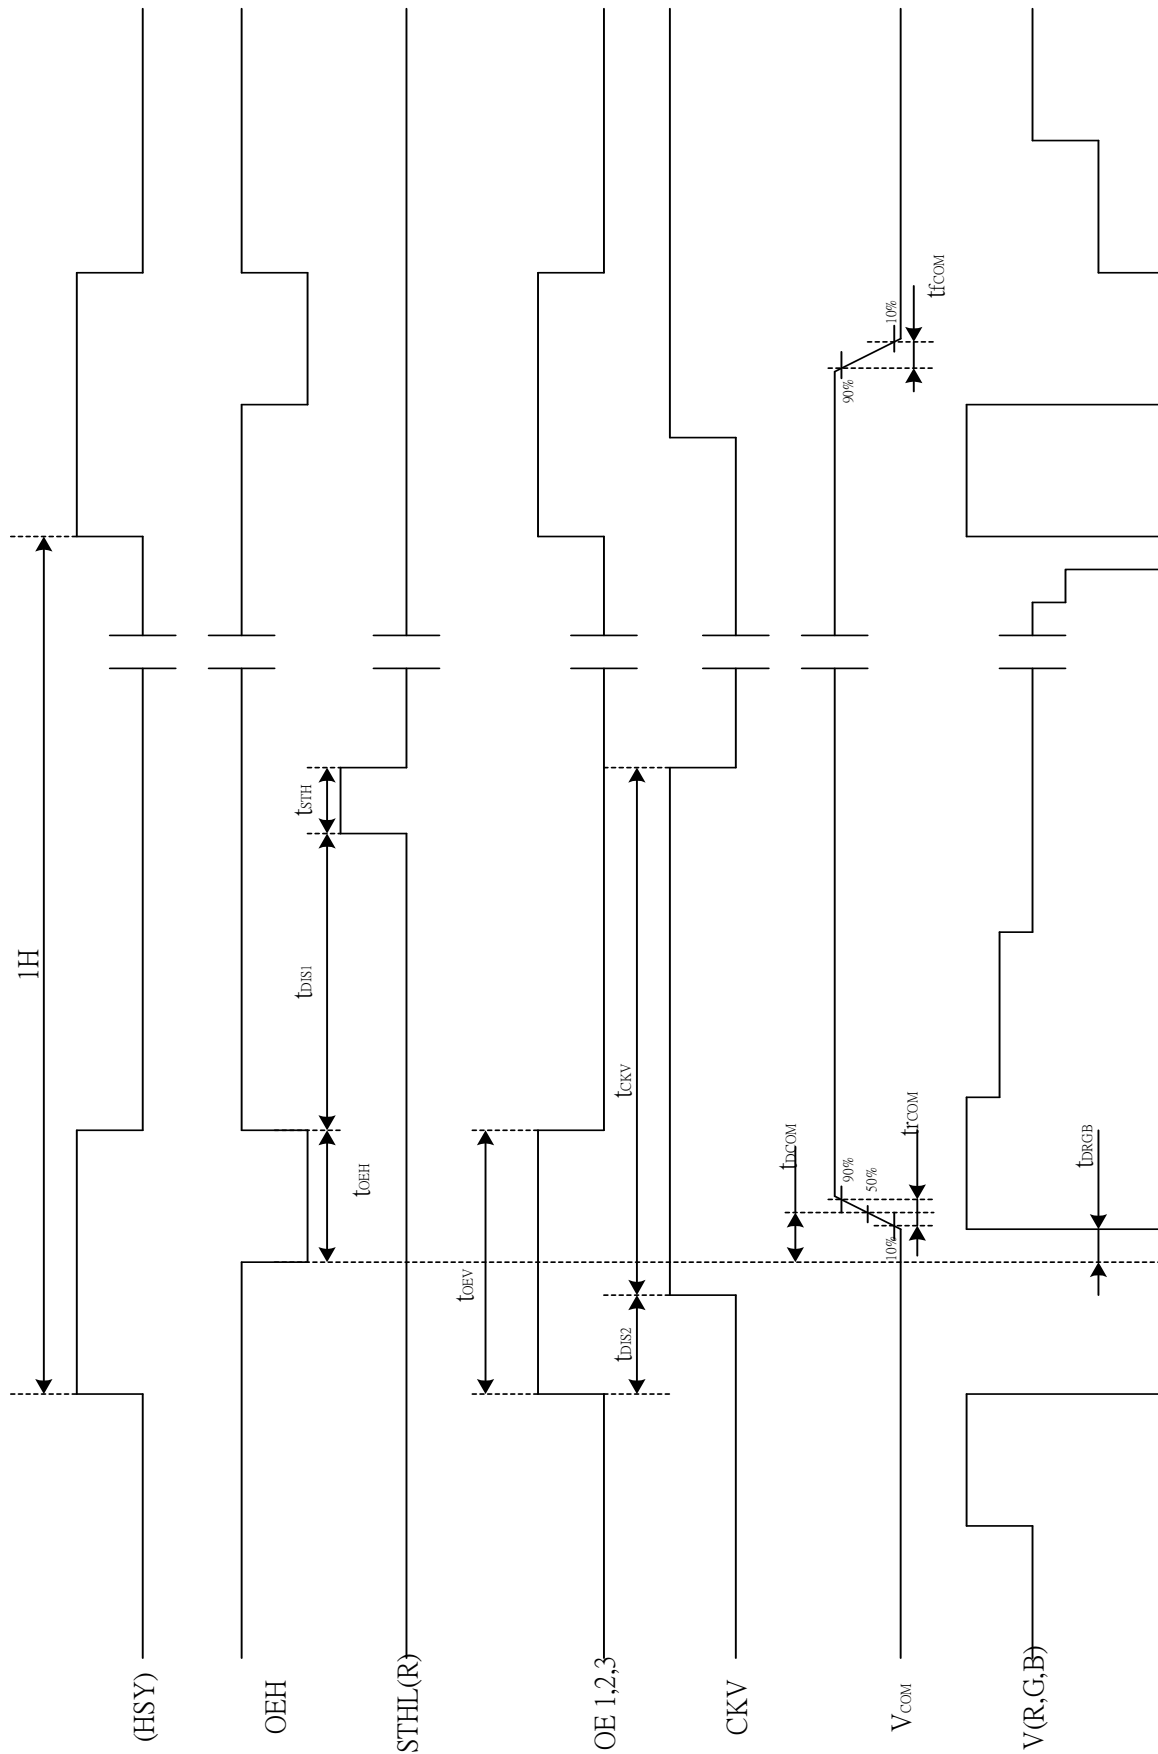 1H
(HSY)
OEH
tOEH
tDIS1
tSTH
STHL(R)
tOEV
OE 1,2,3
tDIS2
tCKV
CKV
tDCOM
90%
50%
10%
trCOM
90%
10%
tfCOM
VCOM
tDRGB
V(R,G,B)